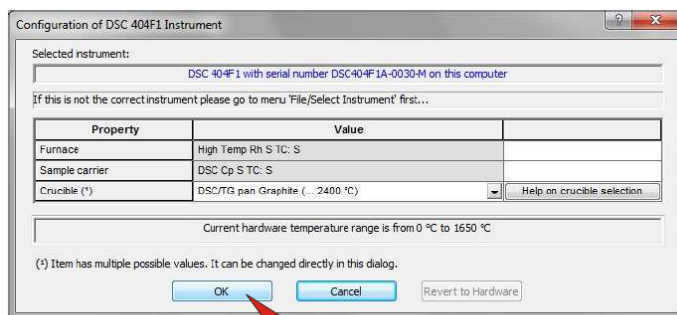 Configuration of DSC 404F1 Instrument
Selected instrument:
DSC 404F1 with serial number DSC404F1A-0030-M on this computer
If this is not the correct instrument please go to menu 'File/Select Instrument' first...
Property Value
Furnace High Temp Rh S TC: S
Sample carrier DSC Cp S TC: S
Crucible (¹) DSC/TG pan Graphite (... 2400 °C) Help on crucible selection
Current hardware temperature range is from 0 °C to 1650 °C
(¹) Item has multiple possible values. It can be changed directly in this dialog.
OK Cancel Revert to Hardware